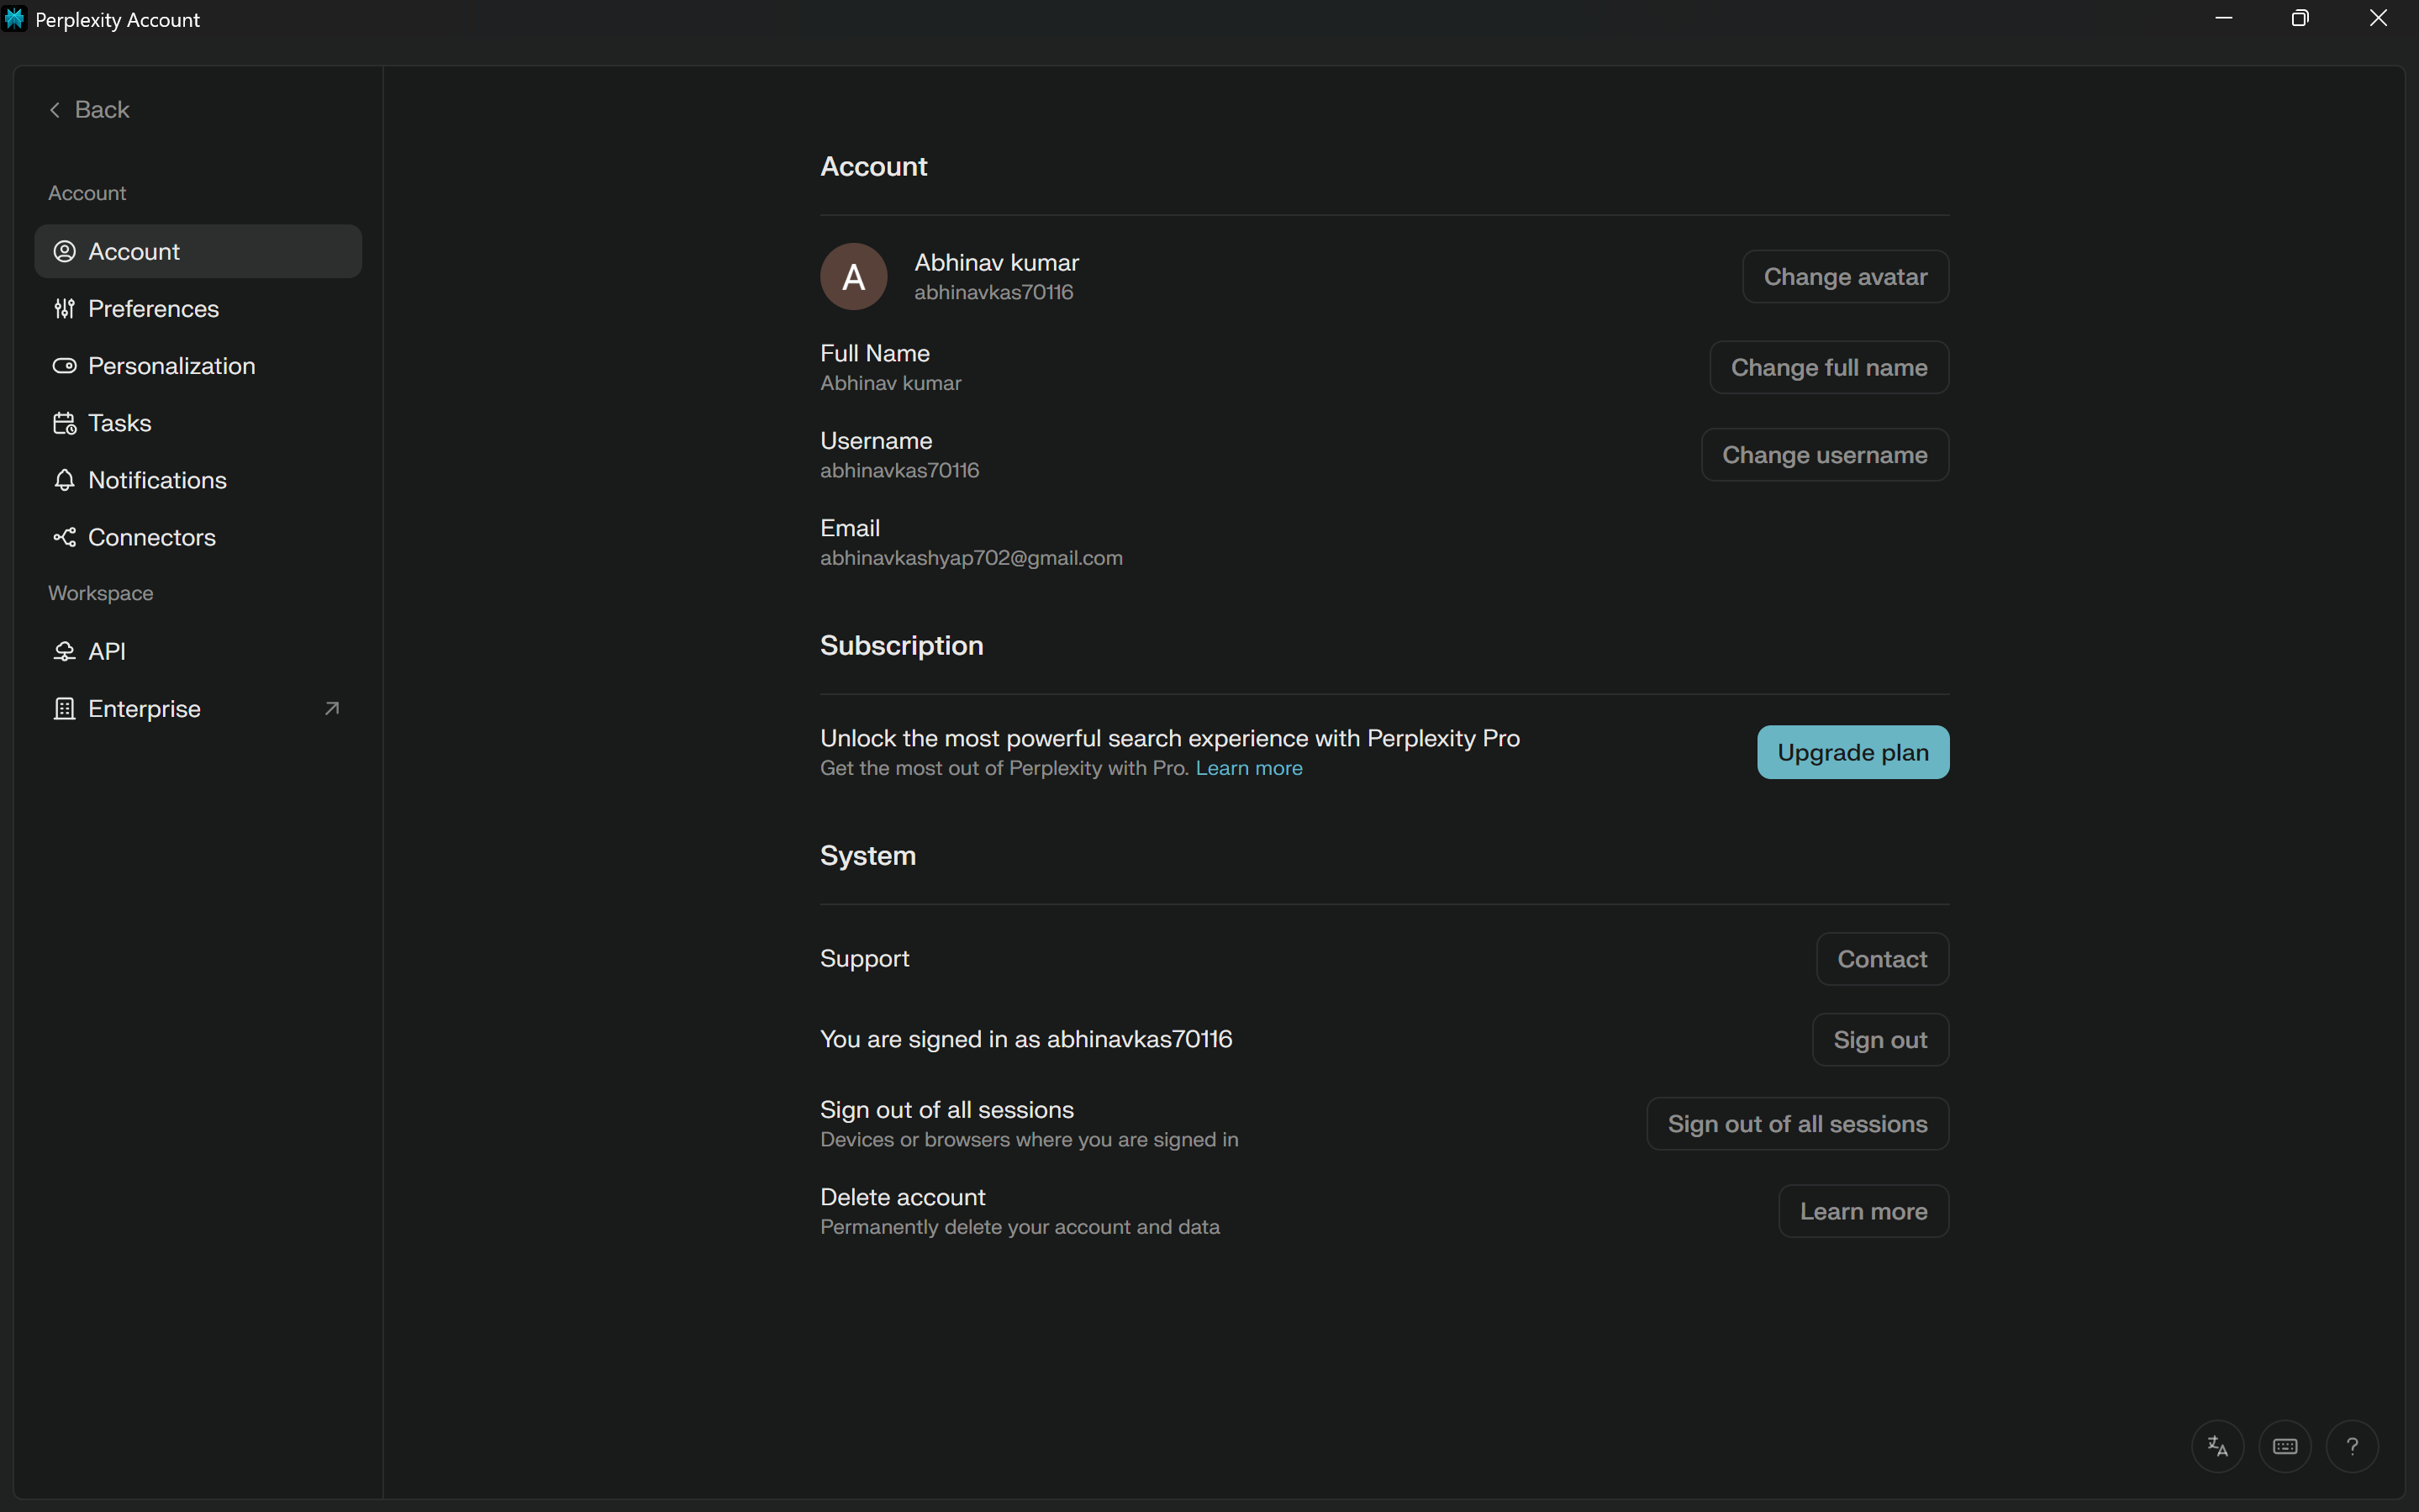 Perplexity Account
Back
Account
Account
Preferences
Personalization
Tasks
Notifications
Connectors
Workspace
API
Enterprise
Account
A
Abhinav kumar
abhinavkas70116
Change avatar
Full Name
Abhinav kumar
Change full name
Username
abhinavkas70116
Change username
Email
abhinavkashyap702@gmail.com
Subscription
Unlock the most powerful search experience with Perplexity Pro
Get the most out of Perplexity with Pro. Learn more
Upgrade plan
System
Support
Contact
You are signed in as abhinavkas70116
Sign out
Sign out of all sessions
Devices or browsers where you are signed in
Sign out of all sessions
Delete account
Permanently delete your account and data
Learn more
?